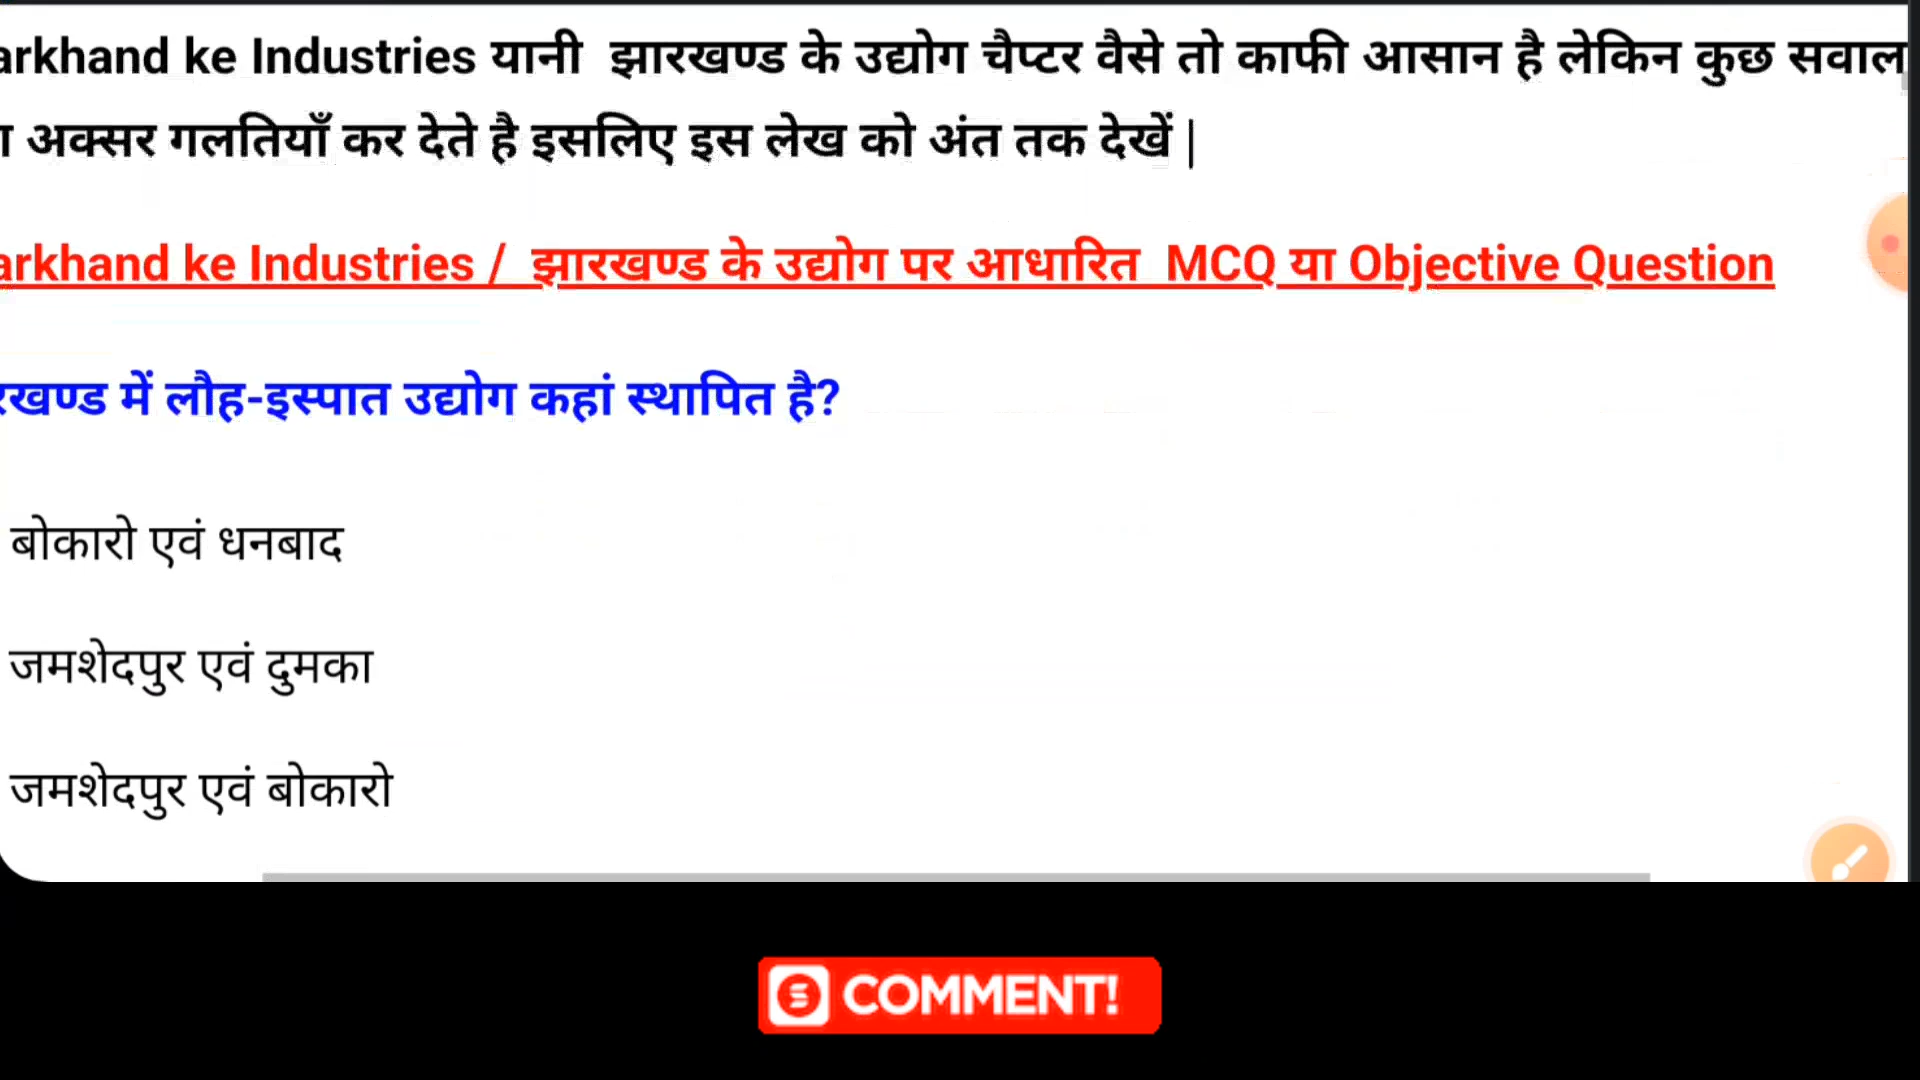 arkhand ke Industries यानी झारखण्ड के उद्योग चैप्टर वैसे तो काफी आसान है लेकिन कुछ सवाल
अक्सर गलतियाँ कर देते है इसलिए इस लेख को अंत तक देखें |
arkhand ke Industries / झारखण्ड के उद्योग पर आधारित MCQ या Objective Question
रखण्ड में लौह-इस्पात उद्योग कहां स्थापित है?
बोकारो एवं धनबाद
जमशेदपुर एवं दुमका
जमशेदपुर एवं बोकारो
COMMENT!